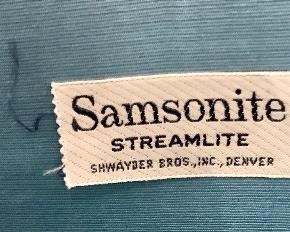 Samsonite
STREAMLITE
SHWAYDER BROS., INC., DENVER